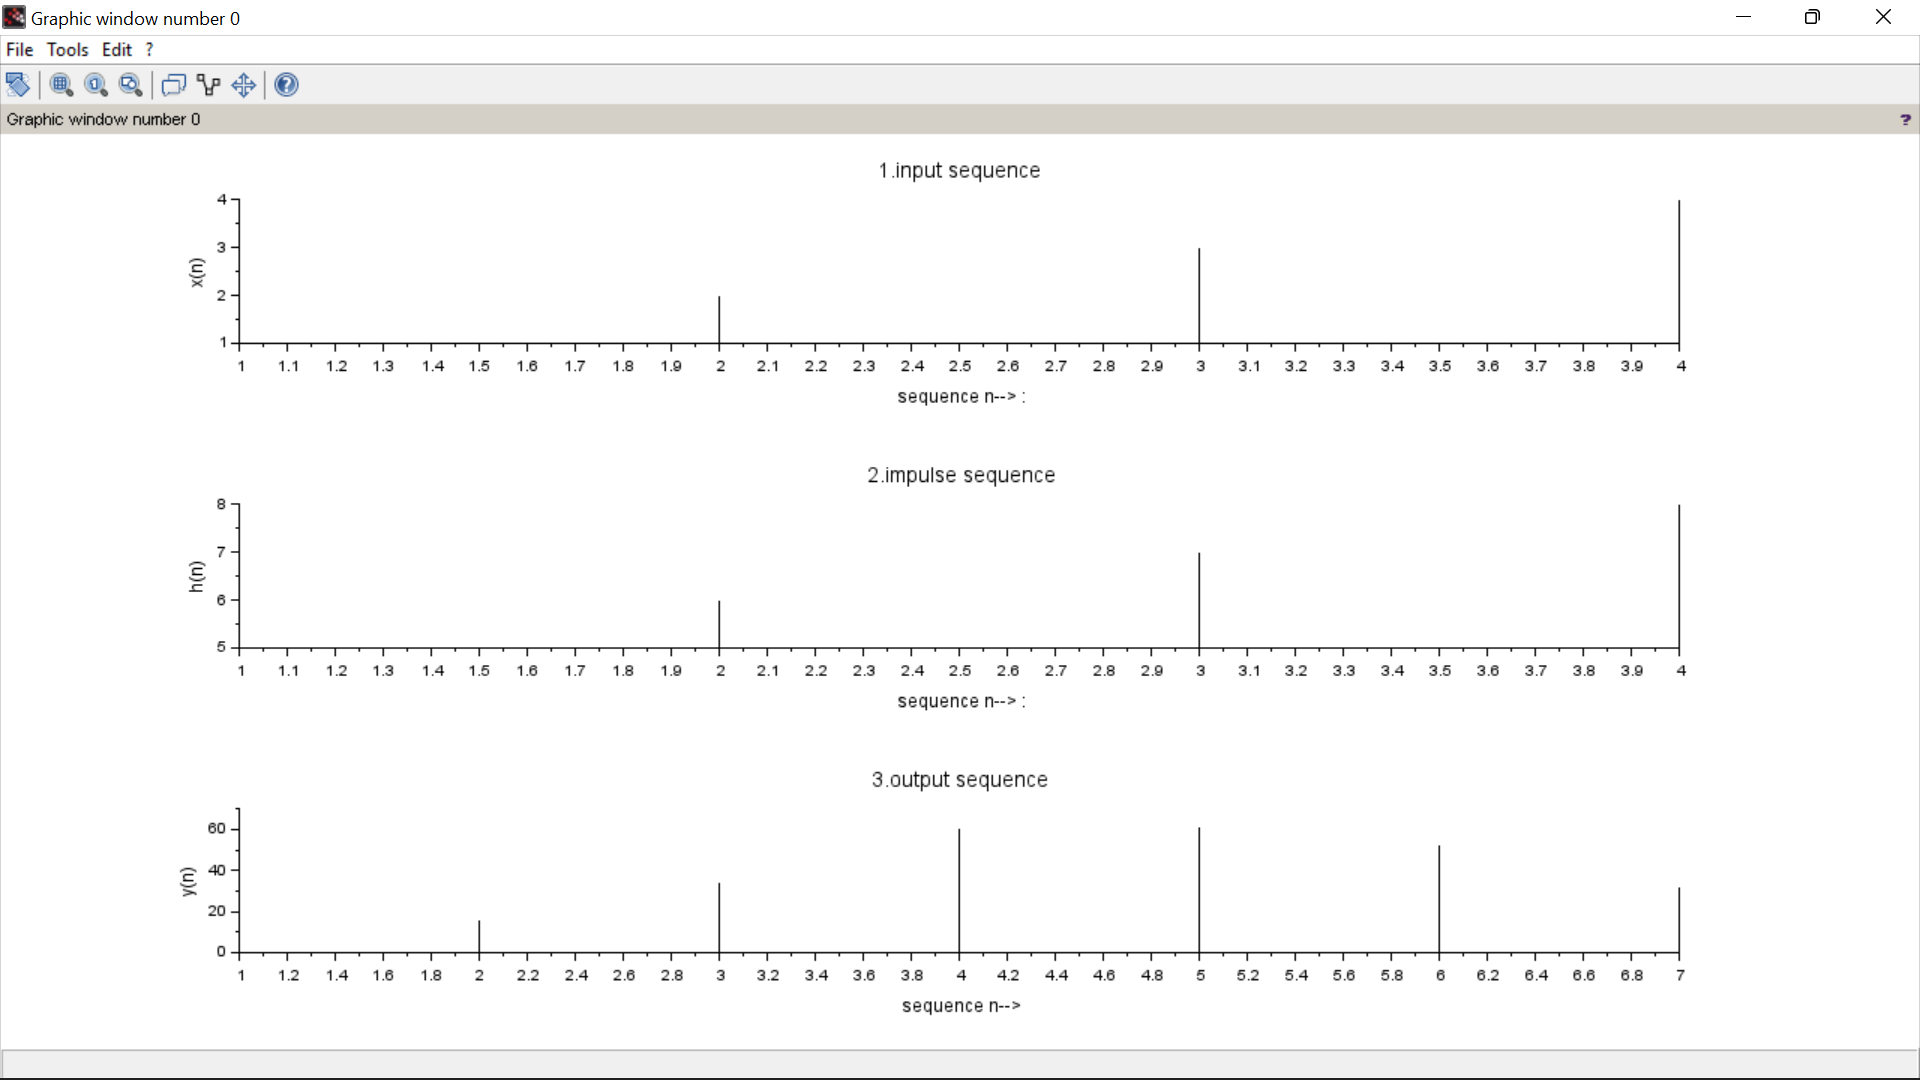 Graphic window number 0
File Tools Edit ?
Graphic window number 0 ?
1.input sequence
4
3
2
1
x(n)
1 1.1 1.2 1.3 1.4 1.5 1.6 1.7 1.8 1.9 2 2.1 2.2 2.3 2.4 2.5 2.6 2.7 2.8 2.9 3 3.1 3.2 3.3 3.4 3.5 3.6 3.7 3.8 3.9 4
sequence n--> :
2.impulse sequence
8
7
6
5
h(n)
1 1.1 1.2 1.3 1.4 1.5 1.6 1.7 1.8 1.9 2 2.1 2.2 2.3 2.4 2.5 2.6 2.7 2.8 2.9 3 3.1 3.2 3.3 3.4 3.5 3.6 3.7 3.8 3.9 4
sequence n--> :
3.output sequence
60
40
20
0
y(n)
1 1.2 1.4 1.6 1.8 2 2.2 2.4 2.6 2.8 3 3.2 3.4 3.6 3.8 4 4.2 4.4 4.6 4.8 5 5.2 5.4 5.6 5.8 6 6.2 6.4 6.6 6.8 7
sequence n-->